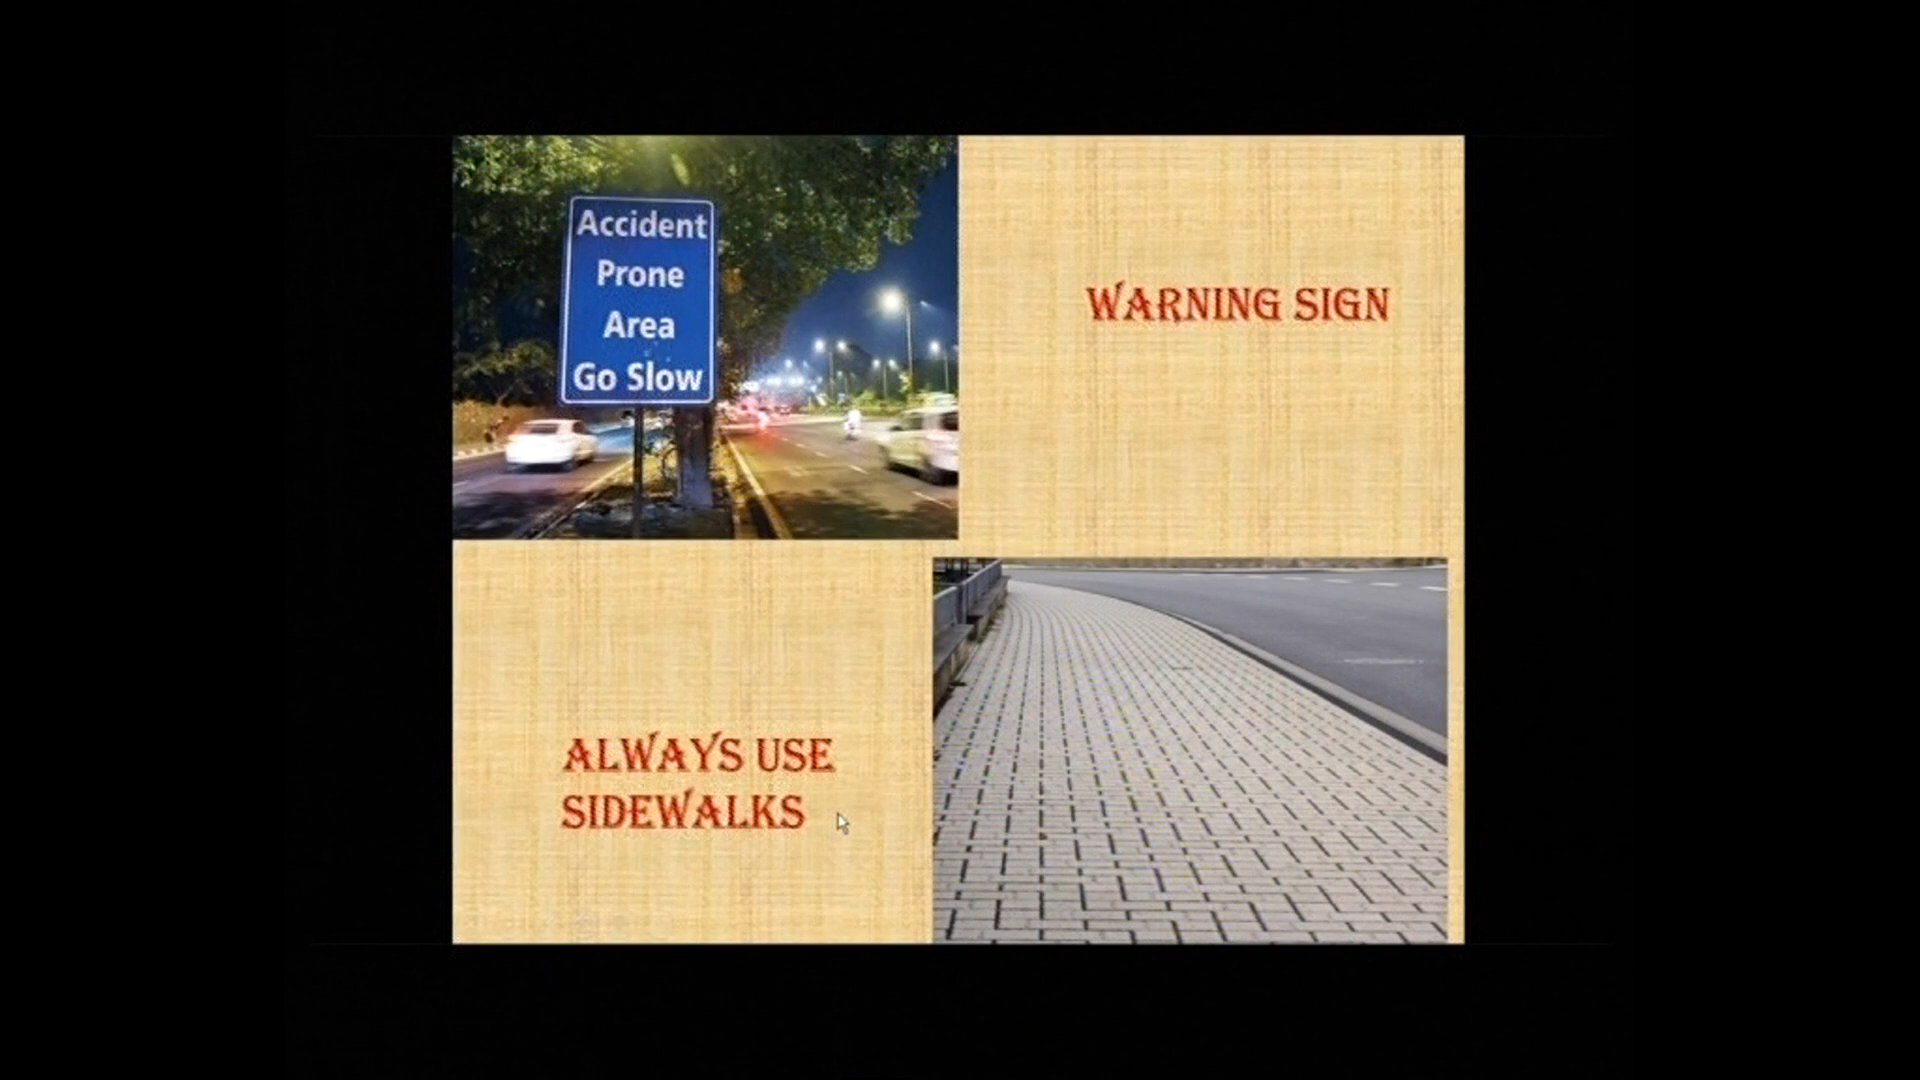 Accident
Prone
Area
Go Slow
WARNING SIGN
ALWAYS USE
SIDEWALKS